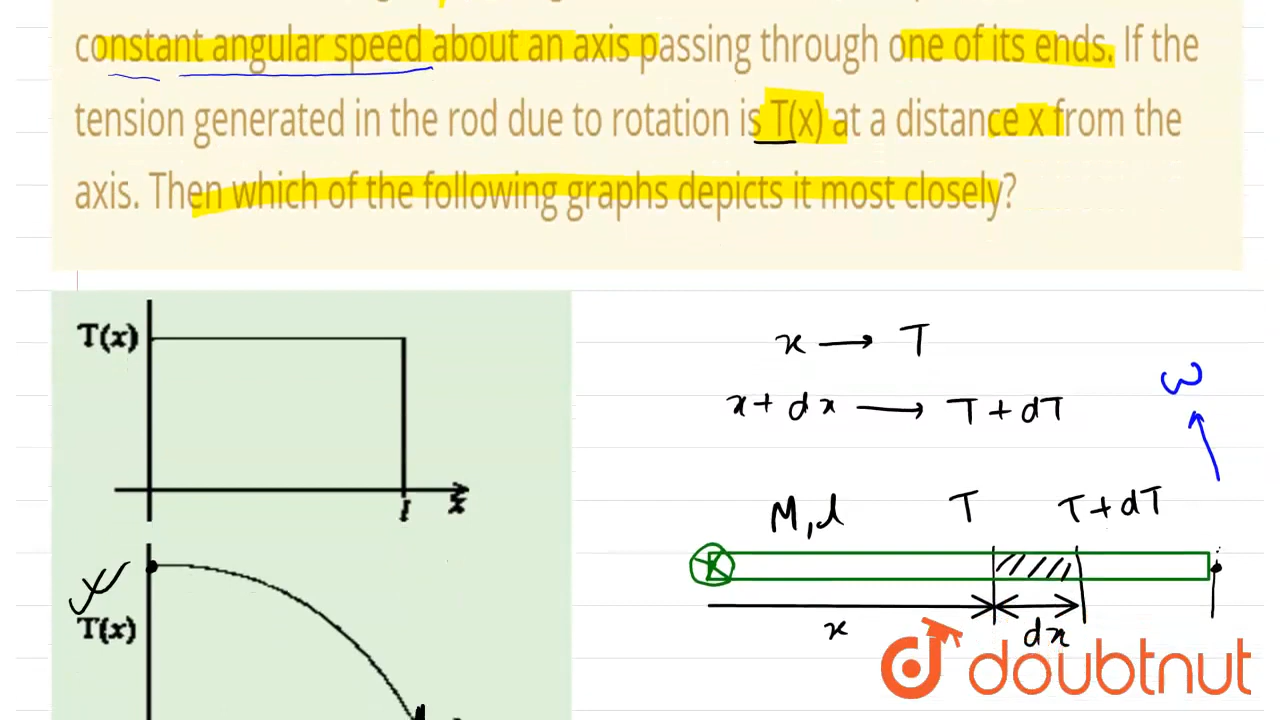 constant angular speed about an axis passing through one of its ends. If the
tension generated in the rod due to rotation is T(x) at a distance x from the
axis. Then which of the following graphs depicts it most closely?
T(x)
l
x
T(x)
x → T
x + dx → T + dT
ω
M, l
T
T + dT
x
dx
doubtnut